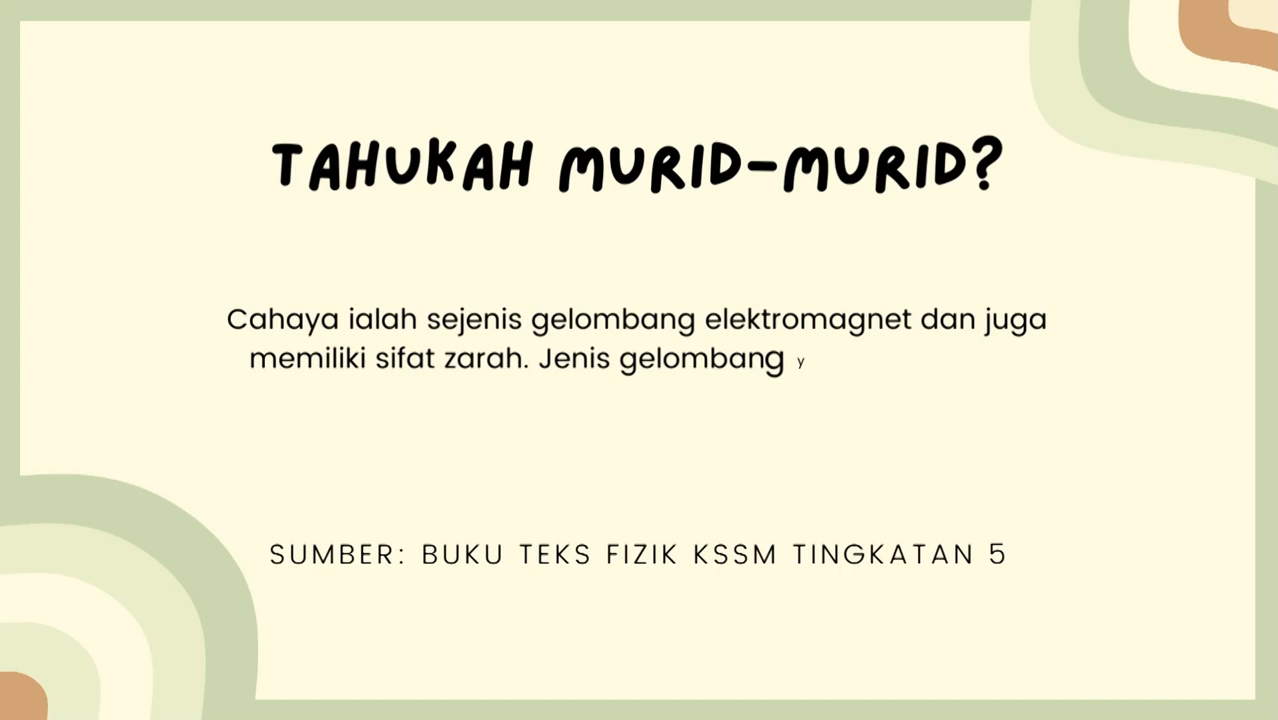 TAHUKAH MURID-MURID?
Cahaya ialah sejenis gelombang elektromagnet dan juga
memiliki sifat zarah. Jenis gelombang y
SUMBER: BUKU TEKS FIZIK KSSM TINGKATAN 5